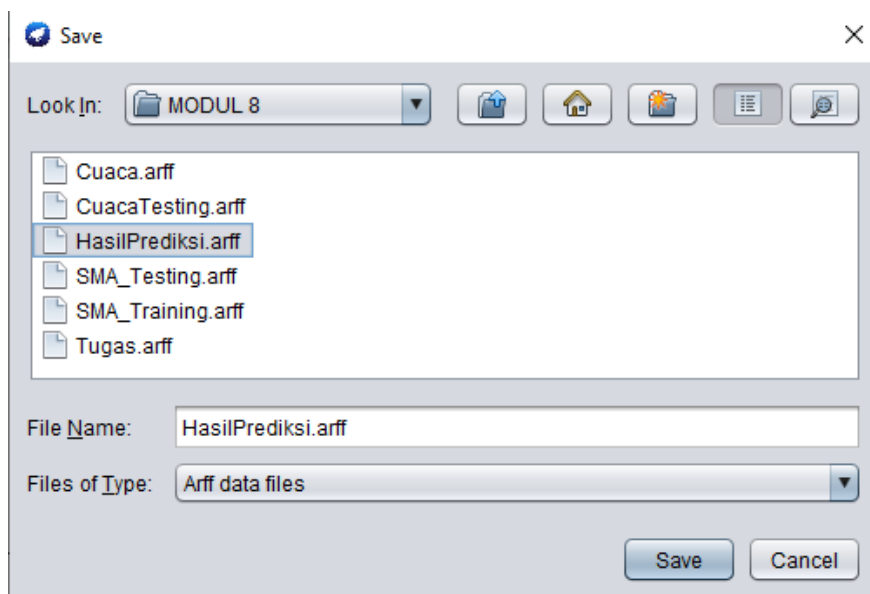 Save
Look In: MODUL 8
Cuaca.arff
CuacaTesting.arff
HasilPrediksi.arff
SMA_Testing.arff
SMA_Training.arff
Tugas.arff
File Name: HasilPrediksi.arff
Files of Type: Arff data files
Save Cancel